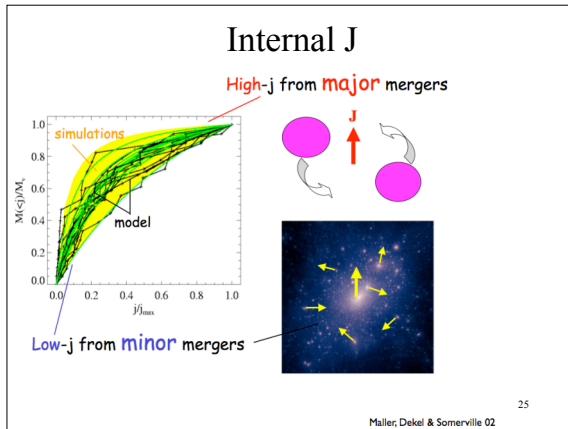 Internal J
High-j from major mergers
simulations
model
M(<j)/Mv
1.0
0.8
0.6
0.4
0.2
0.0
0.0 0.2 0.4 0.6 0.8 1.0
j/jmax
J
Low-j from minor mergers
25
Maller, Dekel & Somerville 02